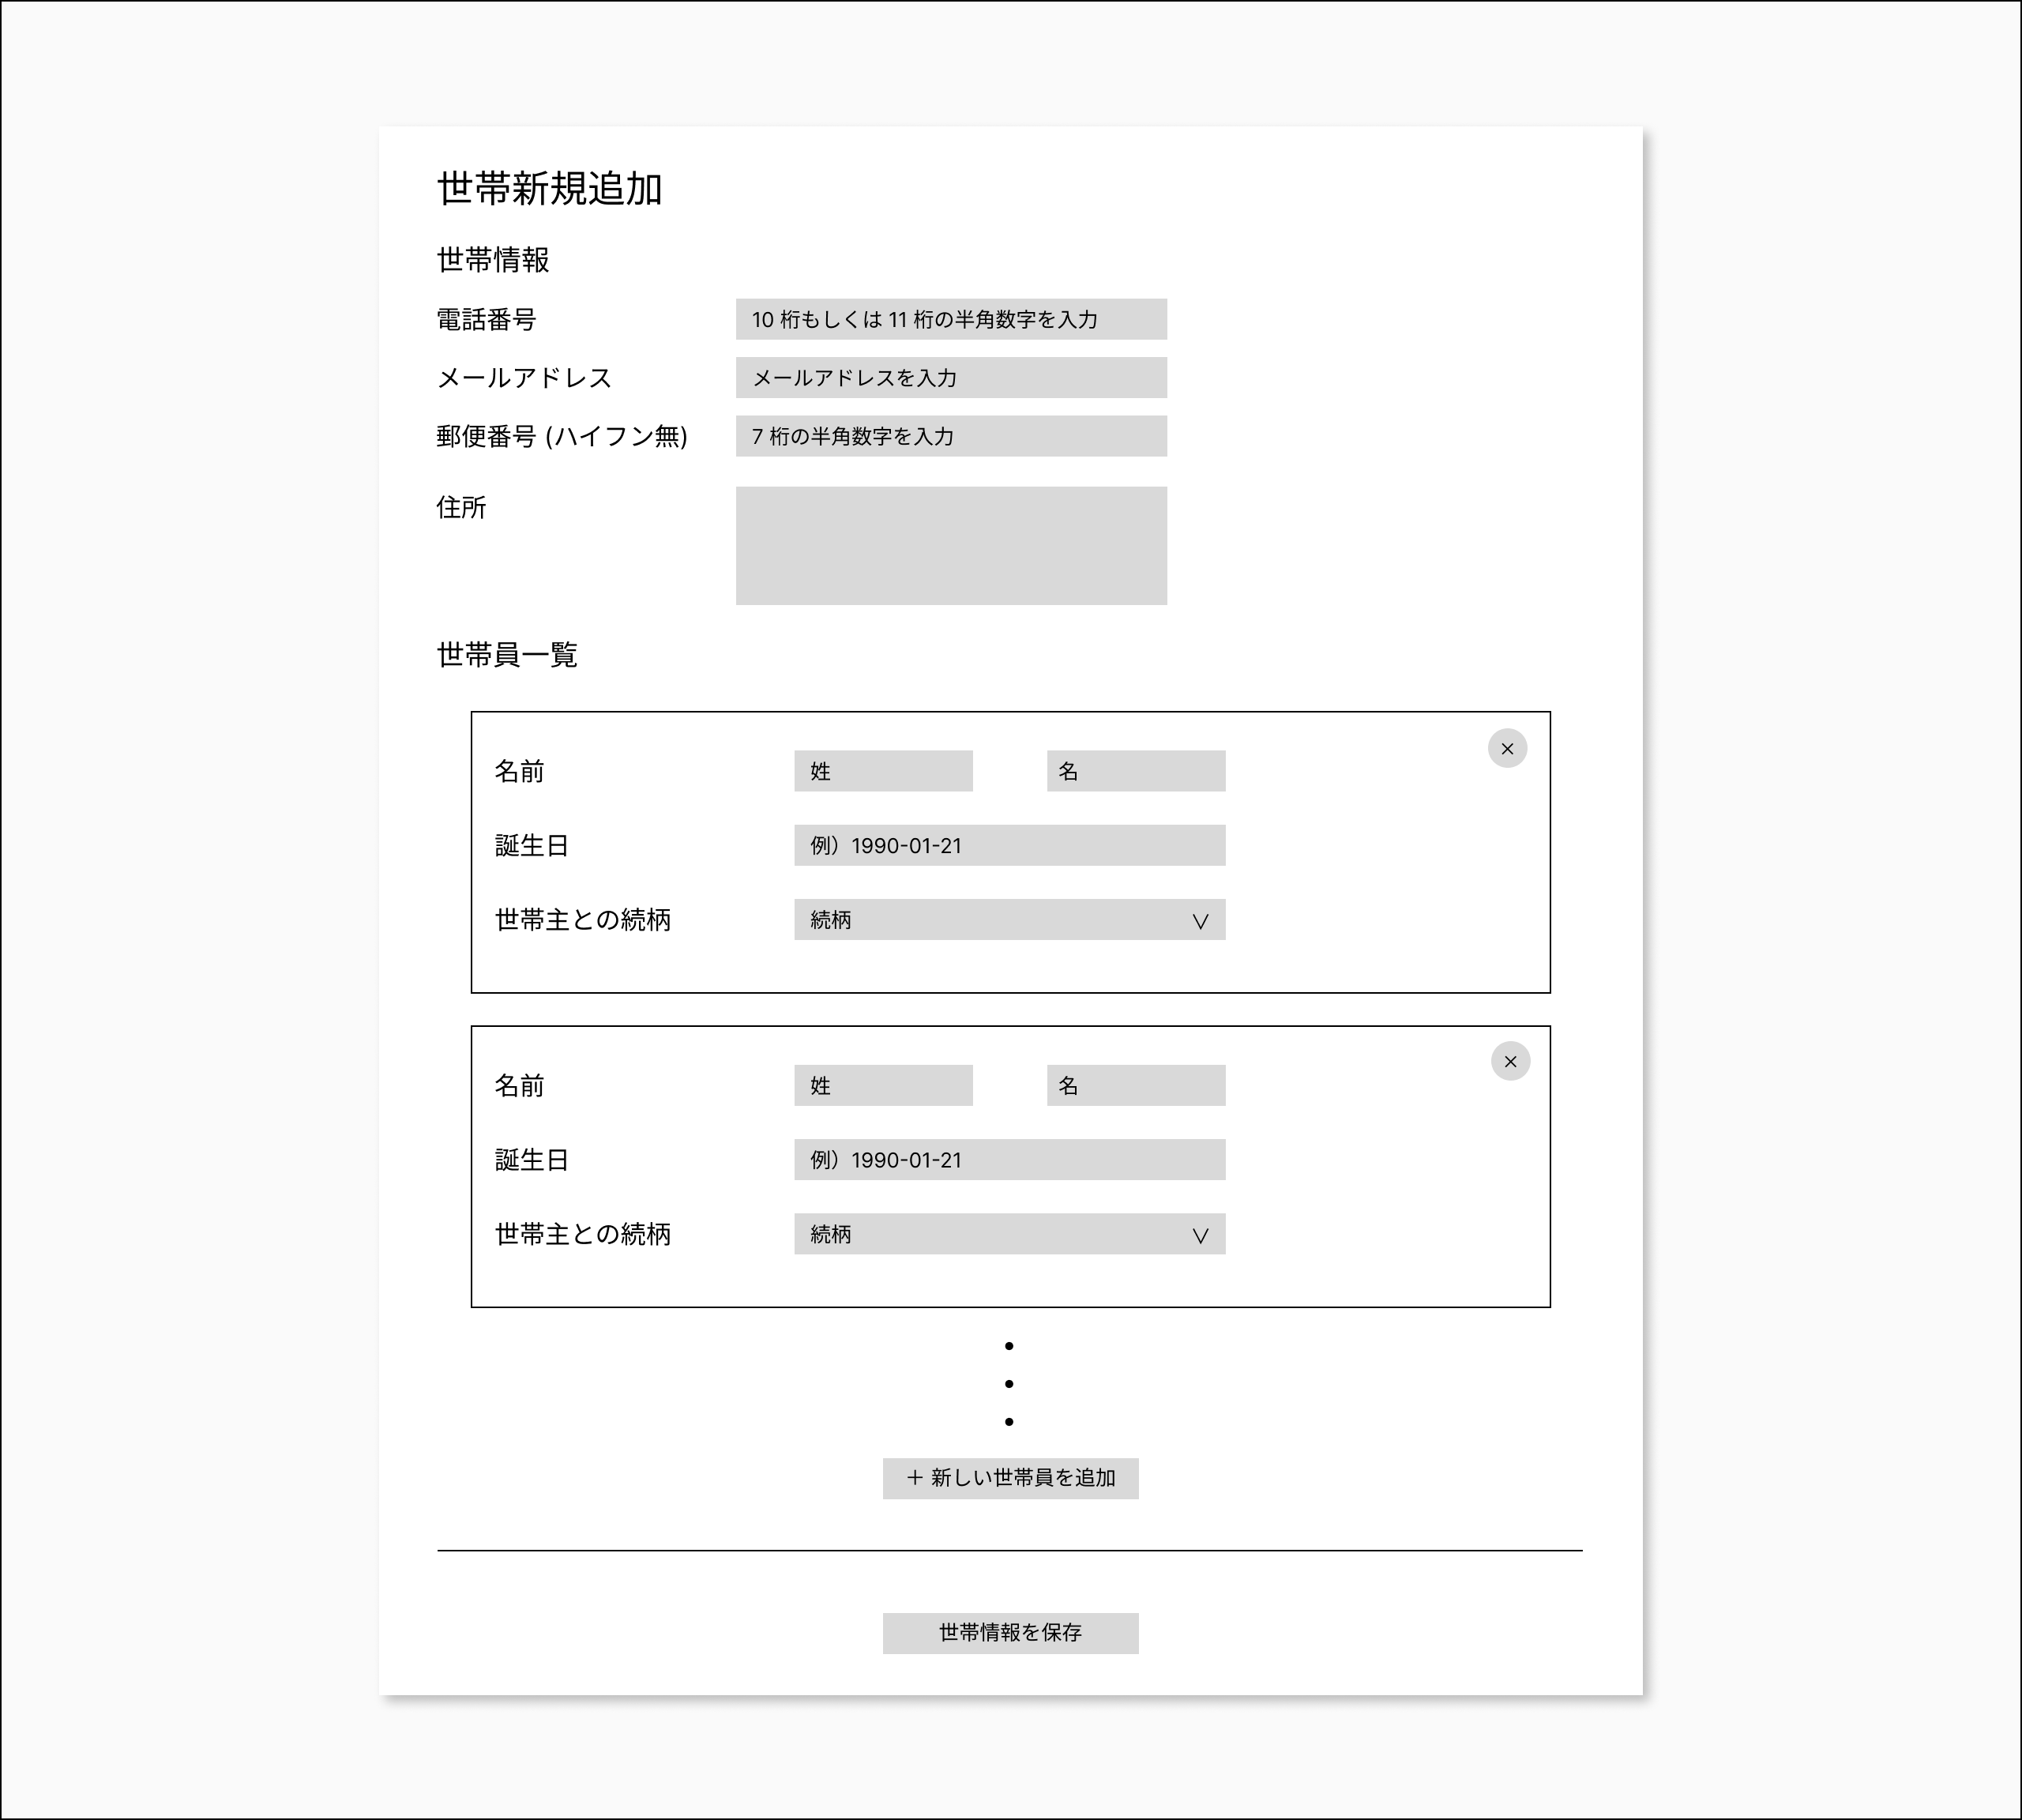 世帯新規追加
世帯情報
電話番号 10 桁もしくは 11 桁の半角数字を入力
メールアドレス メールアドレスを入力
郵便番号 (ハイフン無) 7 桁の半角数字を入力
住所
世帯員一覧
×
名前 姓 名
誕生日 例）1990-01-21
世帯主との続柄 続柄 ∨
×
名前 姓 名
誕生日 例）1990-01-21
世帯主との続柄 続柄 ∨
＋ 新しい世帯員を追加
世帯情報を保存